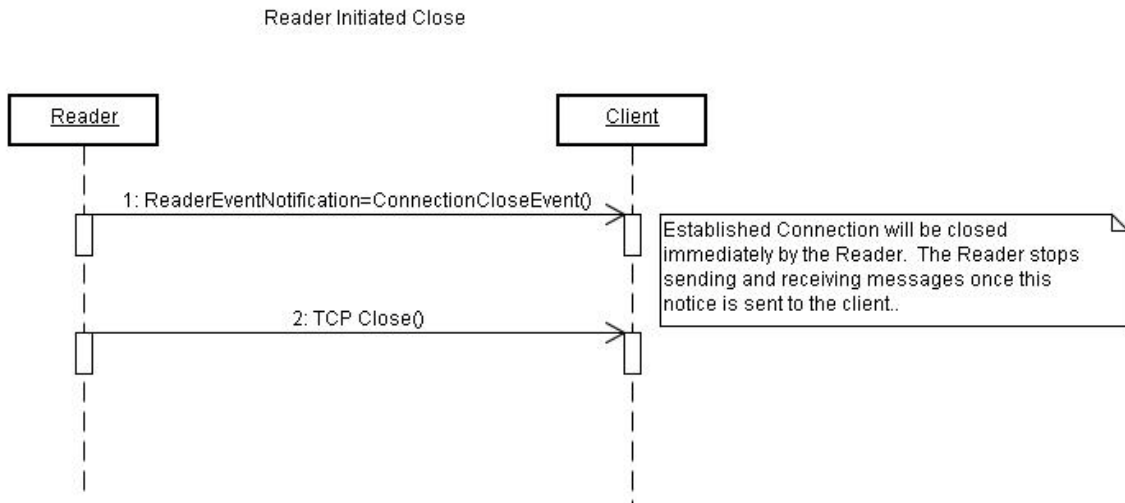 Reader Initiated Close
Reader
Client
1: ReaderEventNotification=ConnectionCloseEvent()
Established Connection will be closed
immediately by the Reader.  The Reader stops
sending and receiving messages once this
notice is sent to the client..
2: TCP Close()